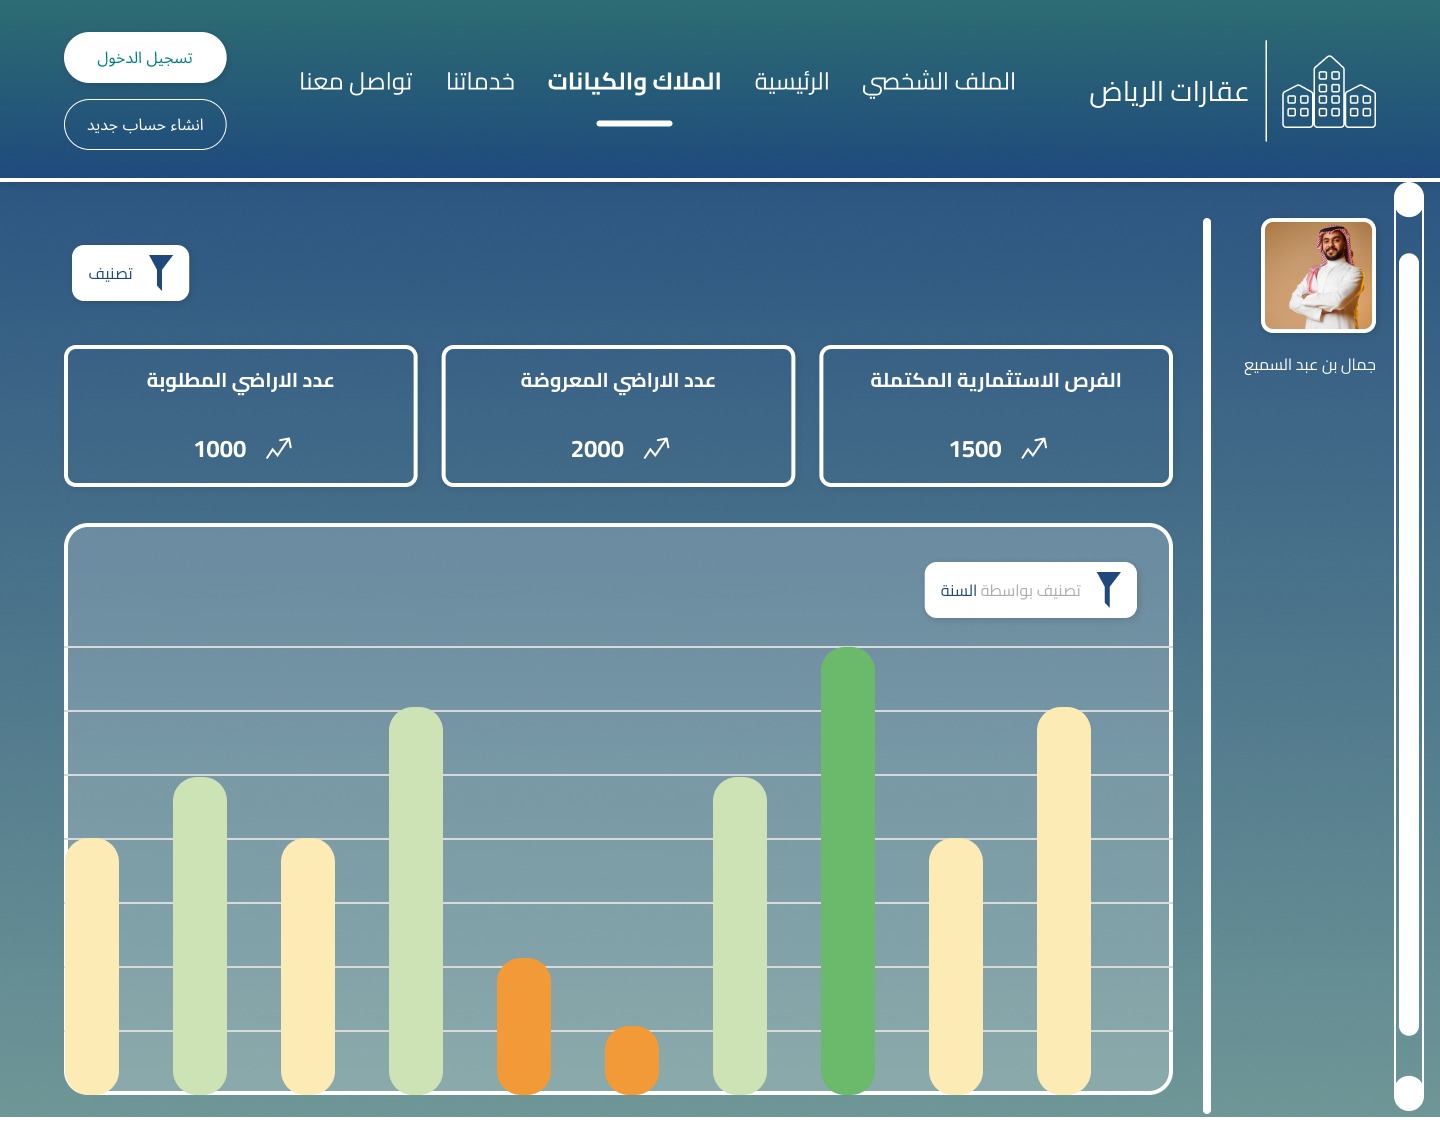 عقارات الرياض
الملف الشخصي
الرئيسية
الملاك والكيانات
خدماتنا
تواصل معنا
تسجيل الدخول
انشاء حساب جديد
جمال بن عبد السميع
تصنيف
الفرص الاستثمارية المكتملة
1500
عدد الاراضي المعروضة
2000
عدد الاراضي المطلوبة
1000
تصنيف بواسطة السنة